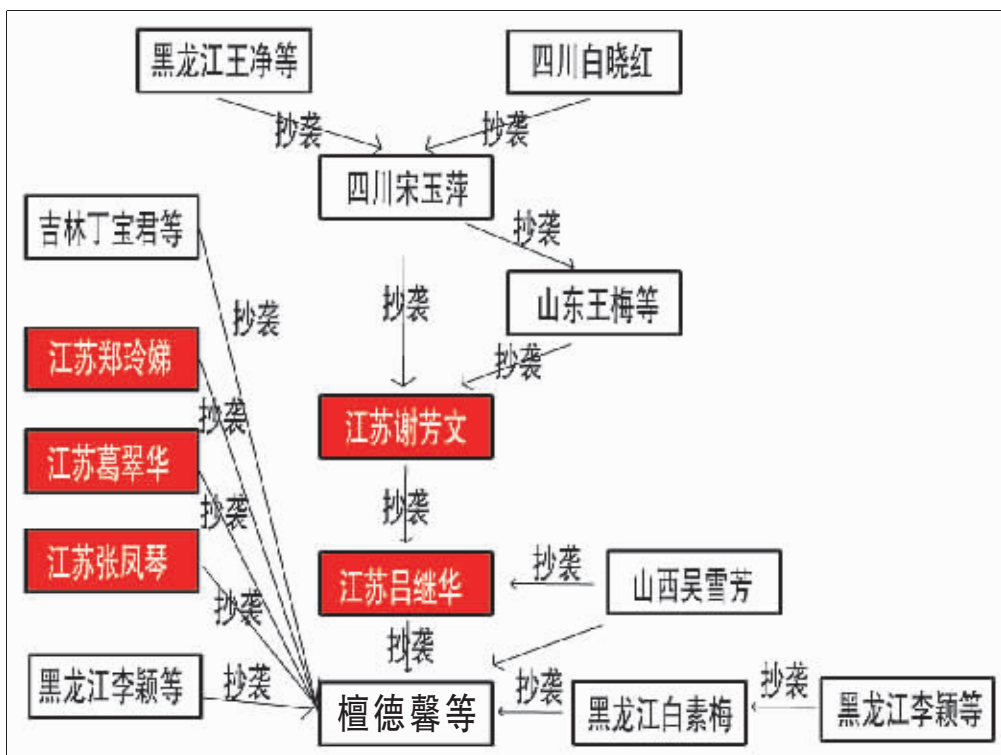 黑龙江王净等
四川白晓红
抄袭
抄袭
四川宋玉萍
吉林丁宝君等
抄袭
山东王梅等
抄袭
抄袭
抄袭
江苏郑玲娣
抄袭
江苏谢芳文
江苏葛翠华
抄袭
抄袭
江苏张凤琴
抄袭
江苏吕继华
山西吴雪芳
抄袭
抄袭
黑龙江李颖等
抄袭
檀德馨等
抄袭
黑龙江白素梅
抄袭
黑龙江李颖等